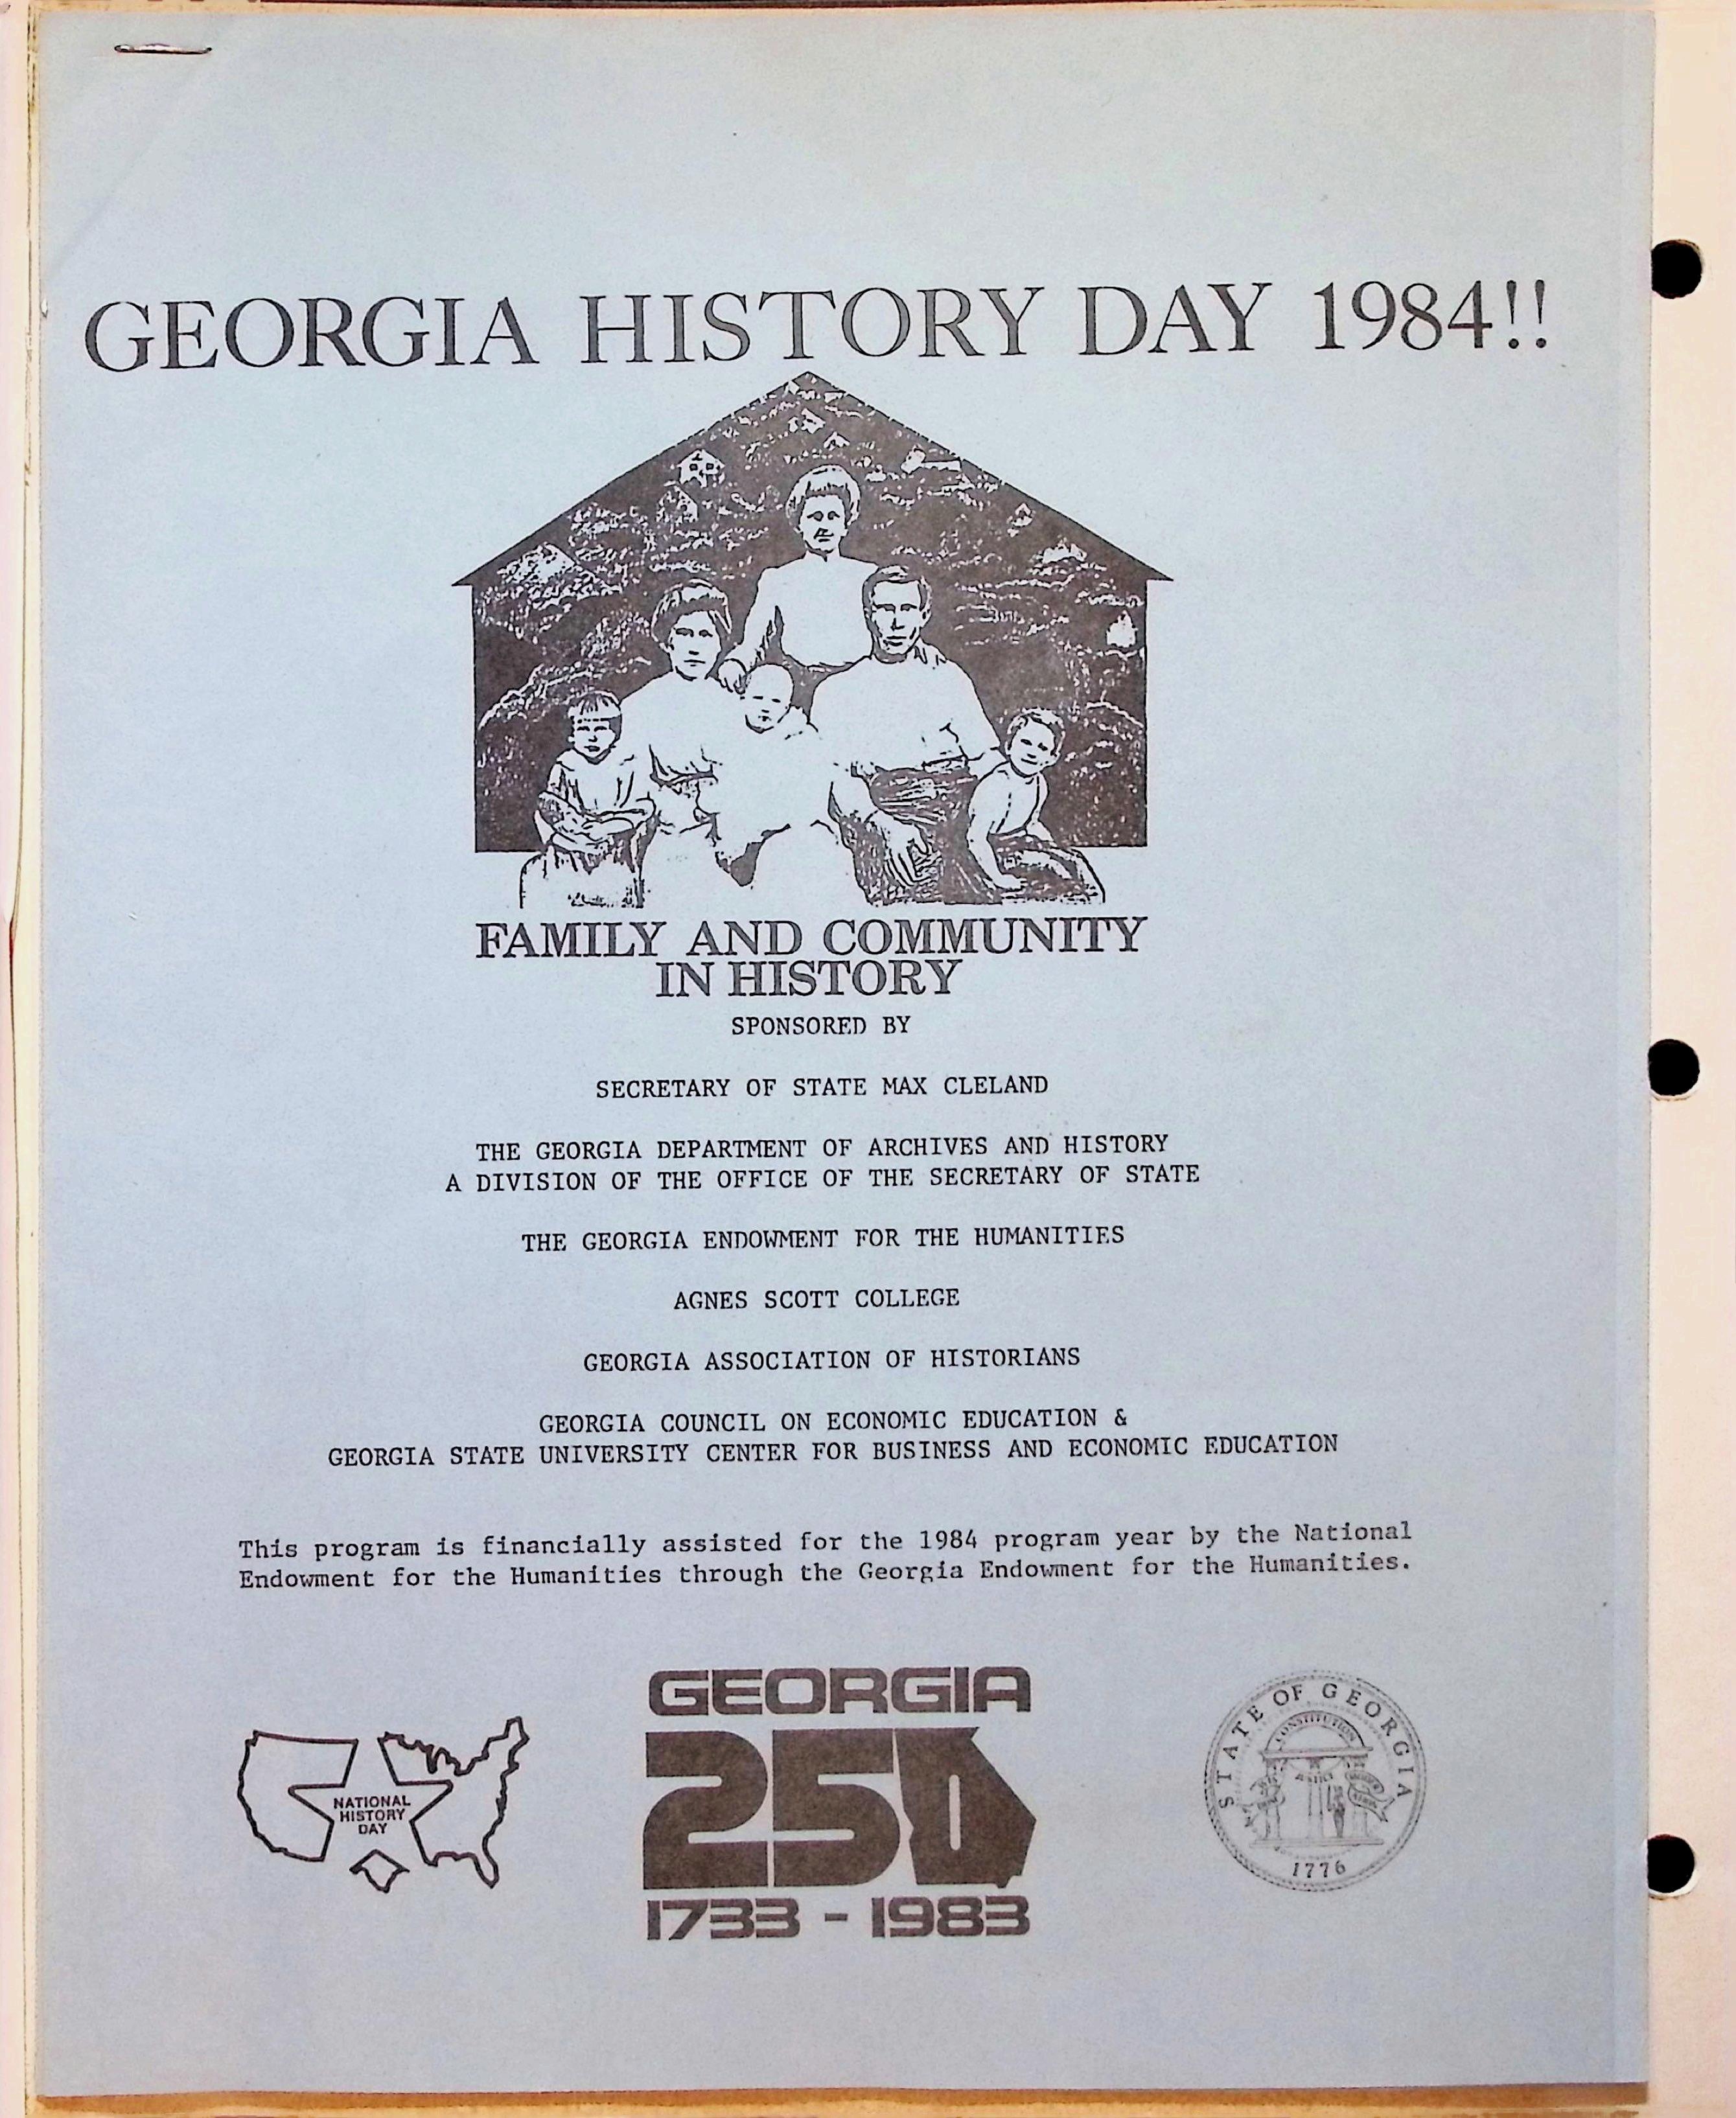 GEORGIA HISTORY DAY 1984!!
FAMILY AND COMMUNITY
IN HISTORY
SPONSORED BY
SECRETARY OF STATE MAX CLELAND
THE GEORGIA DEPARTMENT OF ARCHIVES AND HISTORY
A DIVISION OF THE OFFICE OF THE SECRETARY OF STATE
THE GEORGIA ENDOWMENT FOR THE HUMANITIES
AGNES SCOTT COLLEGE
GEORGIA ASSOCIATION OF HISTORIANS
GEORGIA COUNCIL ON ECONOMIC EDUCATION &
GEORGIA STATE UNIVERSITY CENTER FOR BUSINESS AND ECONOMIC EDUCATION
This program is financially assisted for the 1984 program year by the National
Endowment for the Humanities through the Georgia Endowment for the Humanities.
NATIONAL
HISTORY
DAY
GEORGIA
250
1733 - 1983
STATE OF GEORGIA
CONSTITUTION
JUSTICE
1776